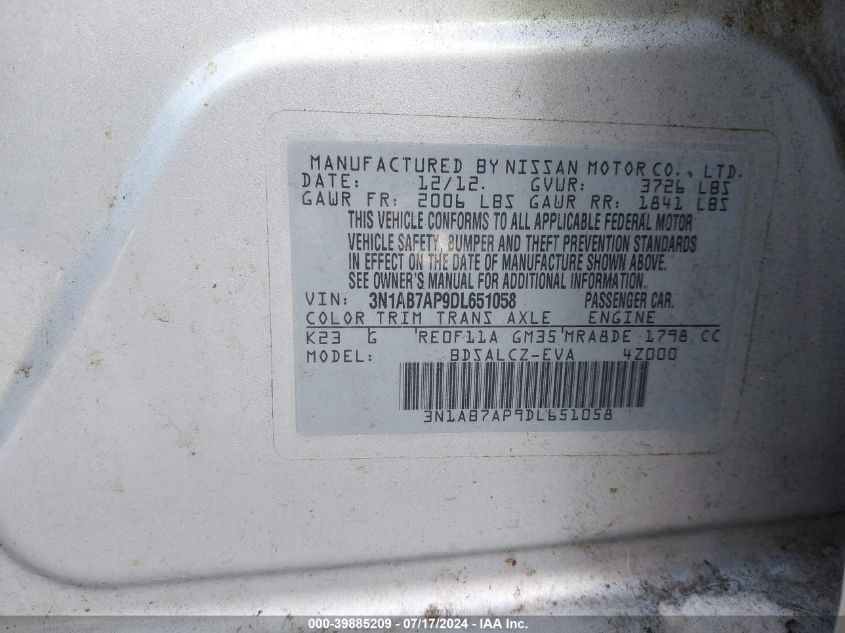 MANUFACTURED BY NISSAN MOTOR CO., LTD.
DATE: 12/12. GVWR: 3726 LBS
GAWR FR: 2006 LBS GAWR RR: 1841 LBS
THIS VEHICLE CONFORMS TO ALL APPLICABLE FEDERAL MOTOR
VEHICLE SAFETY, BUMPER AND THEFT PREVENTION STANDARDS
IN EFFECT ON THE DATE OF MANUFACTURE SHOWN ABOVE.
SEE OWNER'S MANUAL FOR ADDITIONAL INFORMATION.
VIN: 3N1AB7AP9DL651058 PASSENGER CAR.
COLOR TRIM TRANS AXLE ENGINE
K23 G RE0F11A GM35 MRA8DE 1798 CC
MODEL: BDSALCZ-EVA 4Z000
3N1AB7AP9DL651058
000-39885209 - 07/17/2024 - IAA Inc.